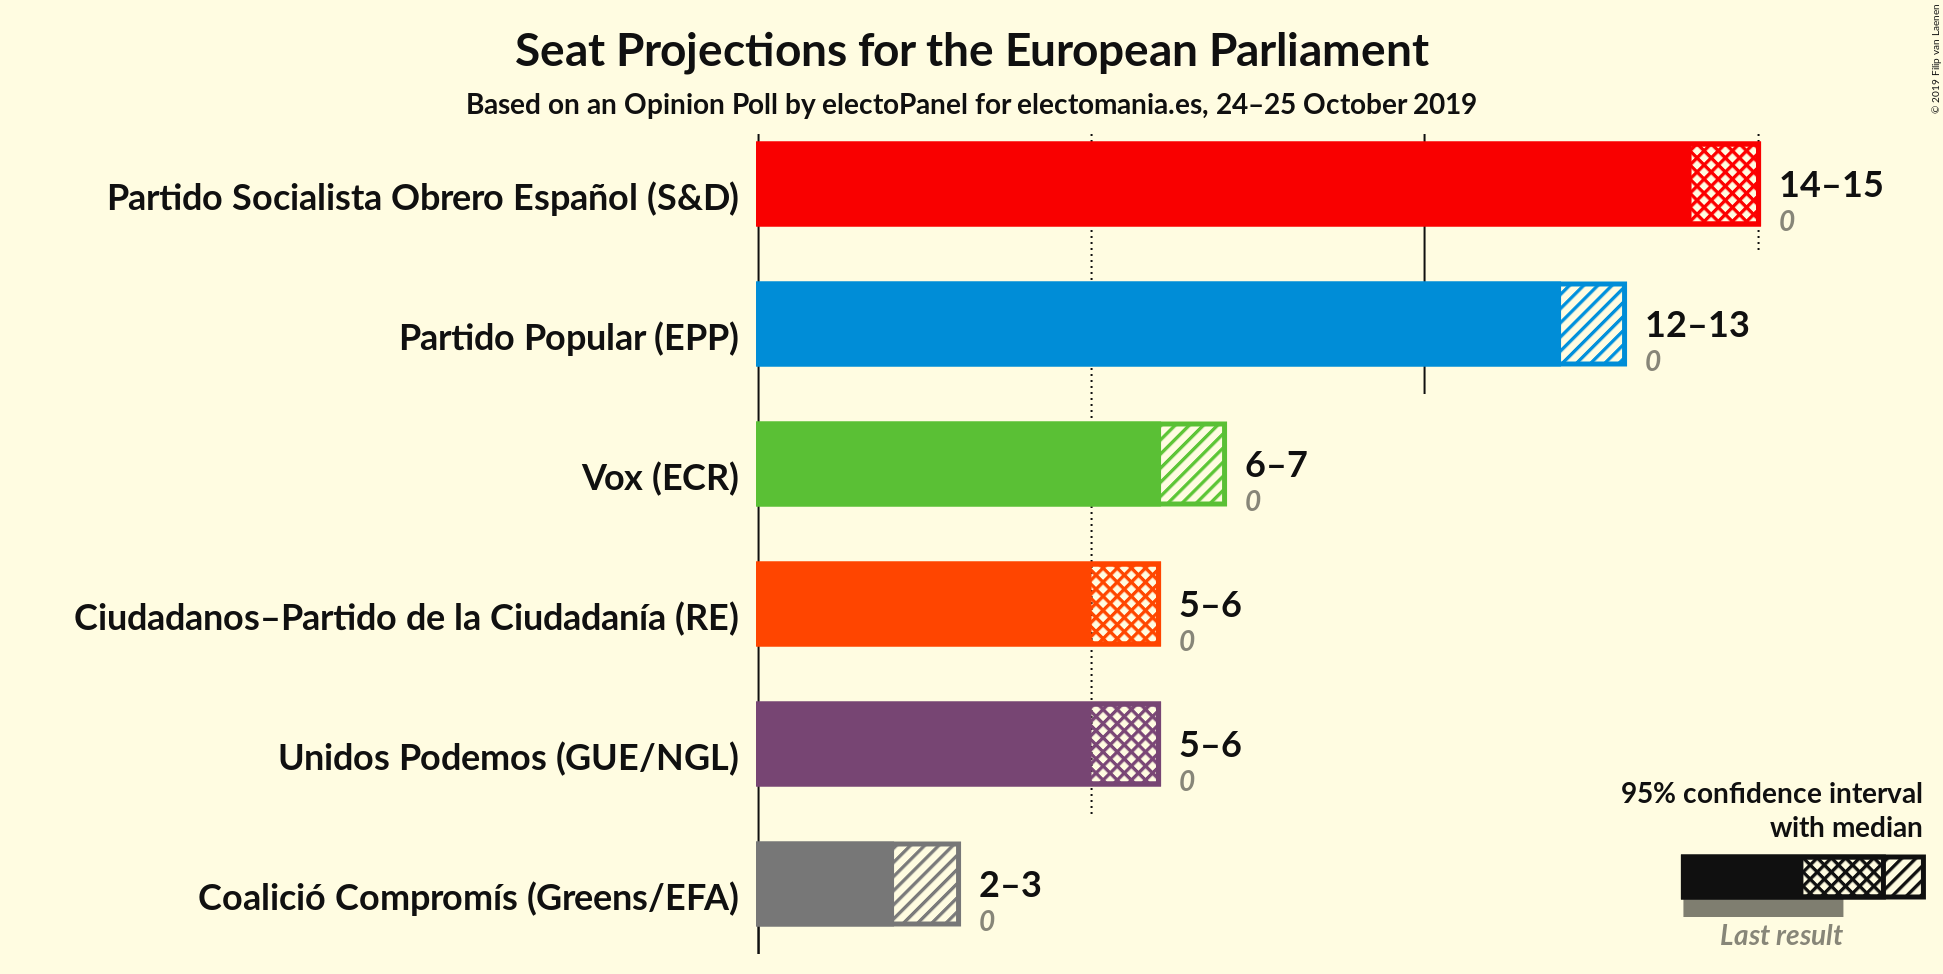 Seat Projections for the European Parliament
Based on an Opinion Poll by electoPanel for electomania.es, 24–25 October 2019
© 2019 Filip van Laenen
Partido Socialista Obrero Español (S&D)
14–15
0
Partido Popular (EPP)
12–13
0
Vox (ECR)
6–7
0
Ciudadanos–Partido de la Ciudadanía (RE)
5–6
0
Unidos Podemos (GUE/NGL)
5–6
0
Coalició Compromís (Greens/EFA)
2–3
0
95% confidence interval
with median
Last result